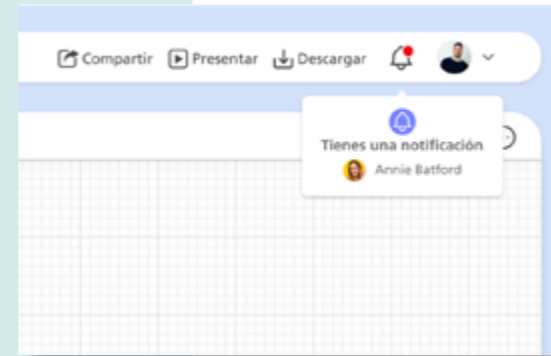 Compartir Presentar Descargar
Tienes una notificación
Annie Batford